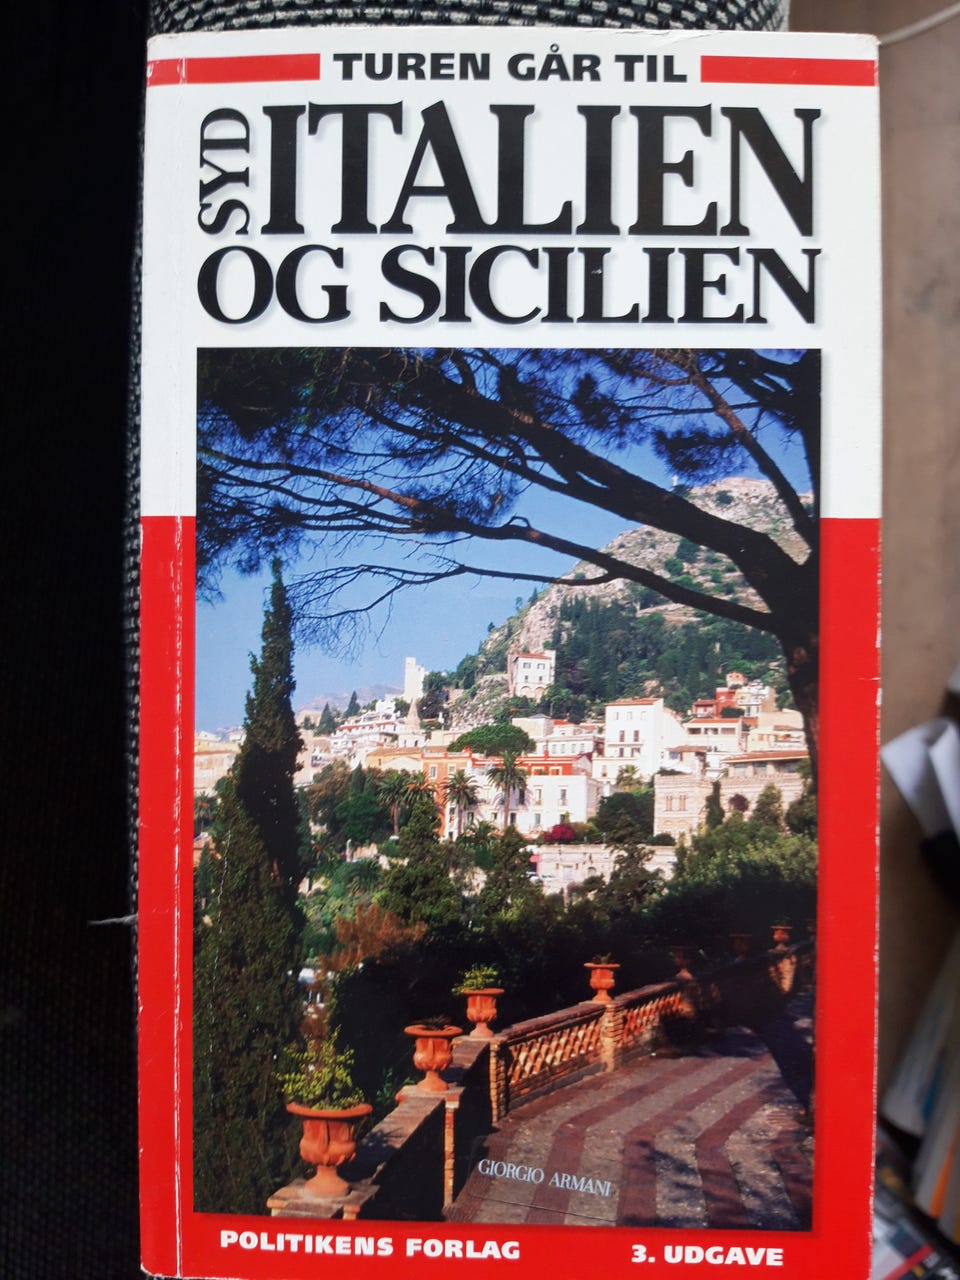 TUREN GÅR TIL
SYD ITALIEN
OG SICILIEN
GIORGIO ARMANI
POLITIKENS FORLAG
3. UDGAVE